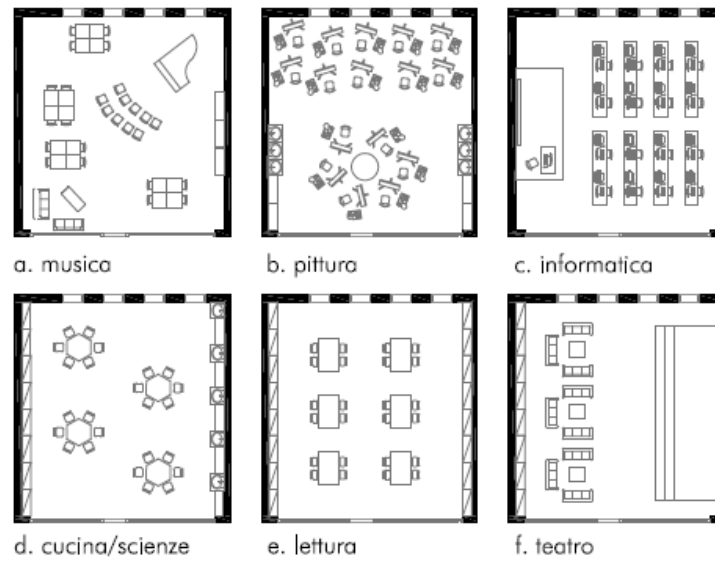 a. musica
b. pittura
c. informatica
d. cucina/scienze
e. lettura
f. teatro